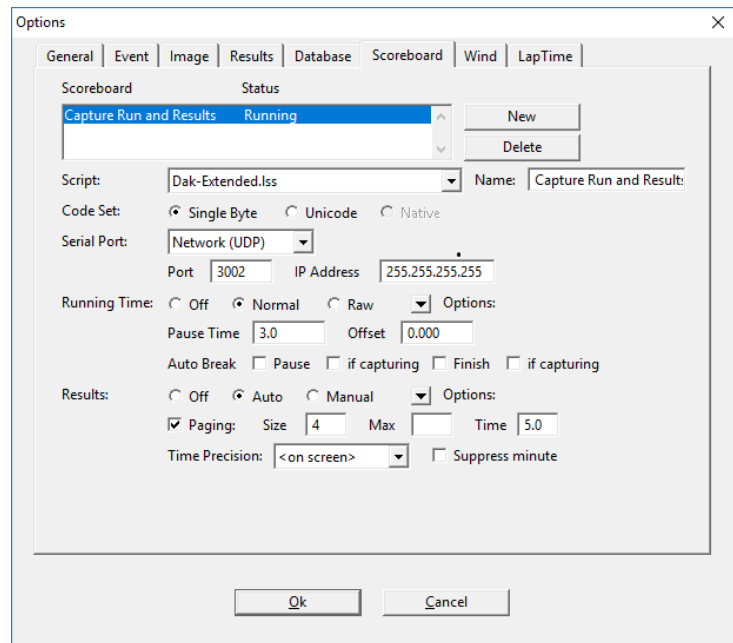 Options
General Event Image Results Database Scoreboard Wind LapTime
Scoreboard Status
Capture Run and Results Running
New
Delete
Script: Dak-Extended.lss Name: Capture Run and Results
Code Set: Single Byte Unicode Native
Serial Port: Network (UDP)
Port 3002 IP Address 255.255.255.255
Running Time: Off Normal Raw Options:
Pause Time 3.0 Offset 0.000
Auto Break Pause if capturing Finish if capturing
Results: Off Auto Manual Options:
Paging: Size 4 Max Time 5.0
Time Precision: <on screen> Suppress minute
Ok Cancel